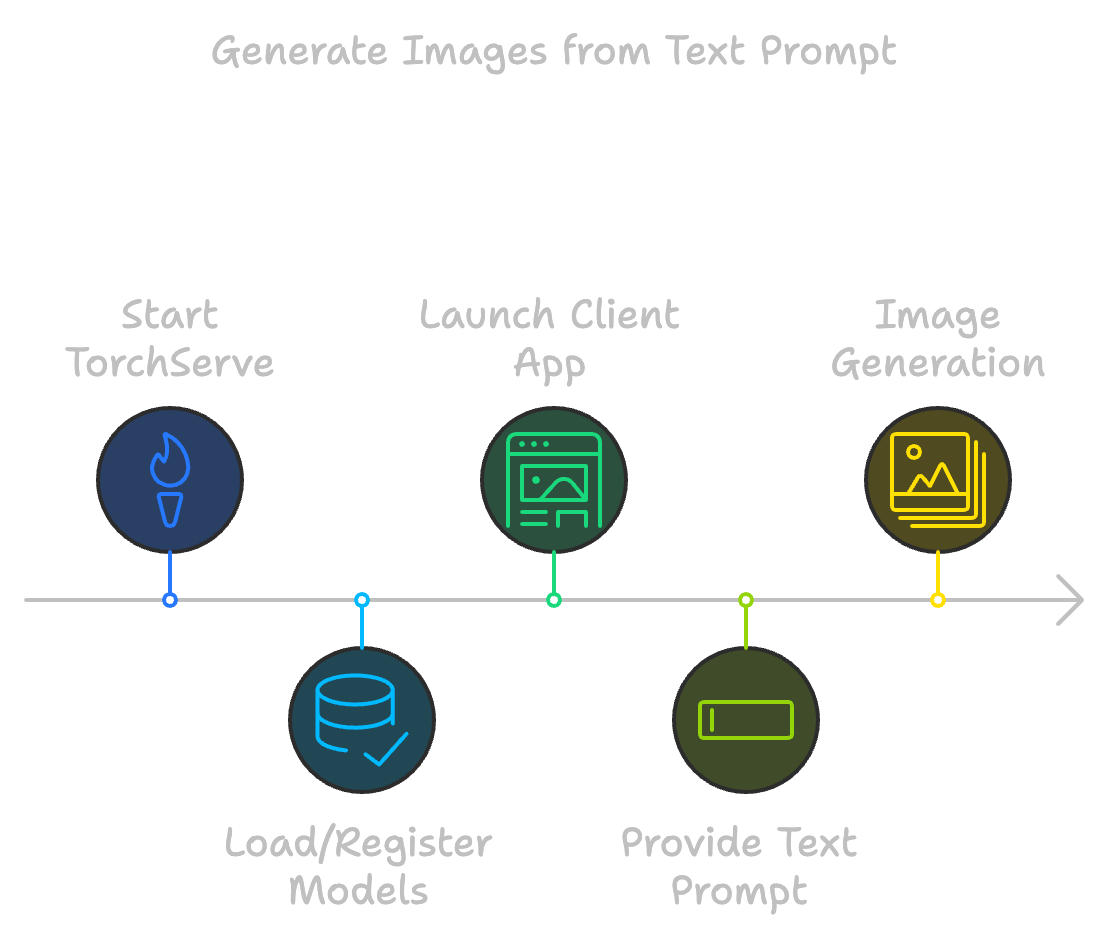 Generate Images from Text Prompt
Start
TorchServe
Load/Register
Models
Launch Client
App
Provide Text
Prompt
Image
Generation